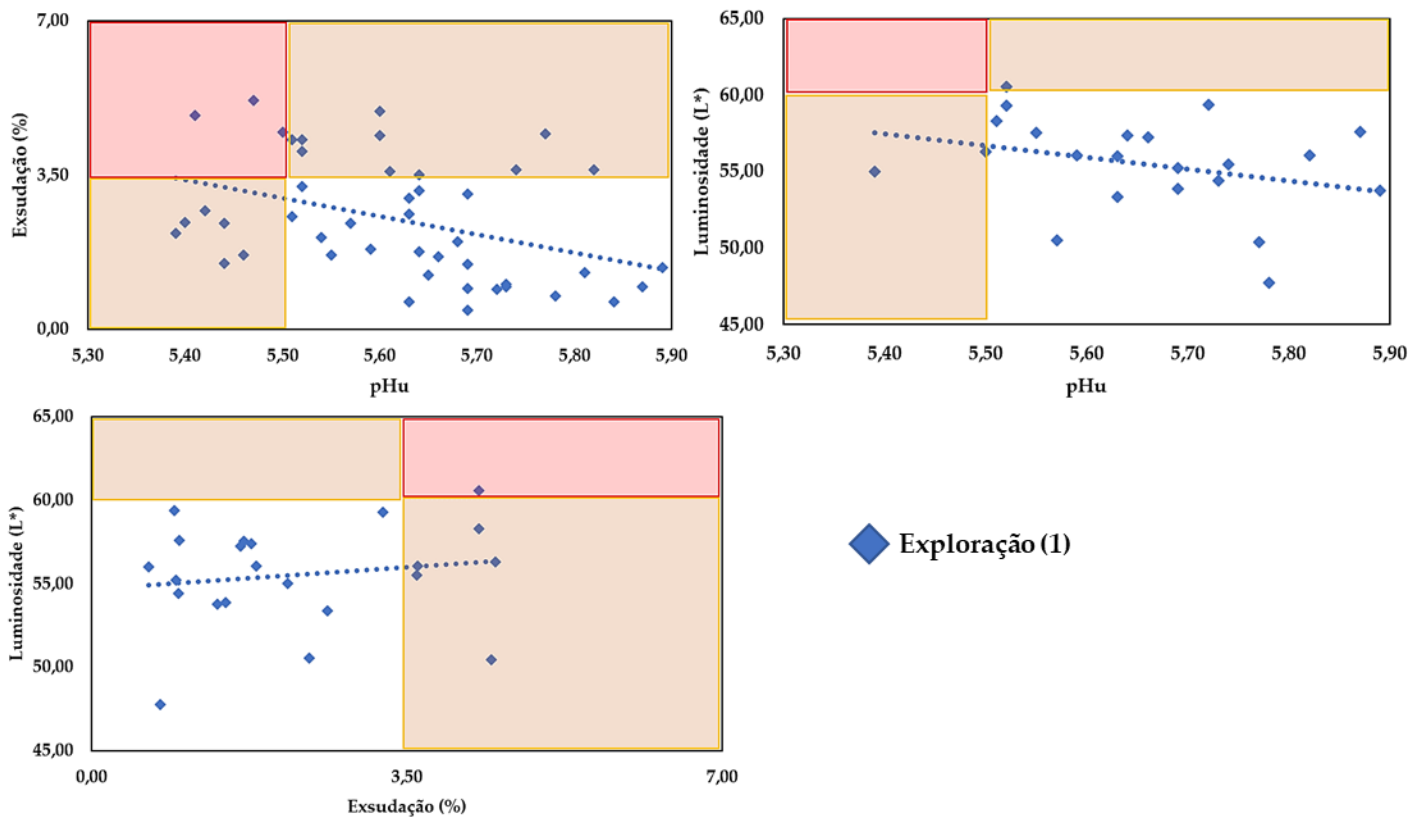 7,00
3,50
0,00
Exsudação (%)
5,30 5,40 5,50 5,60 5,70 5,80 5,90
pHu
65,00
60,00
55,00
50,00
45,00
Luminosidade (L*)
5,30 5,40 5,50 5,60 5,70 5,80 5,90
pHu
65,00
60,00
55,00
50,00
45,00
Luminosidade (L*)
0,00 3,50 7,00
Exsudação (%)
Exploração (1)